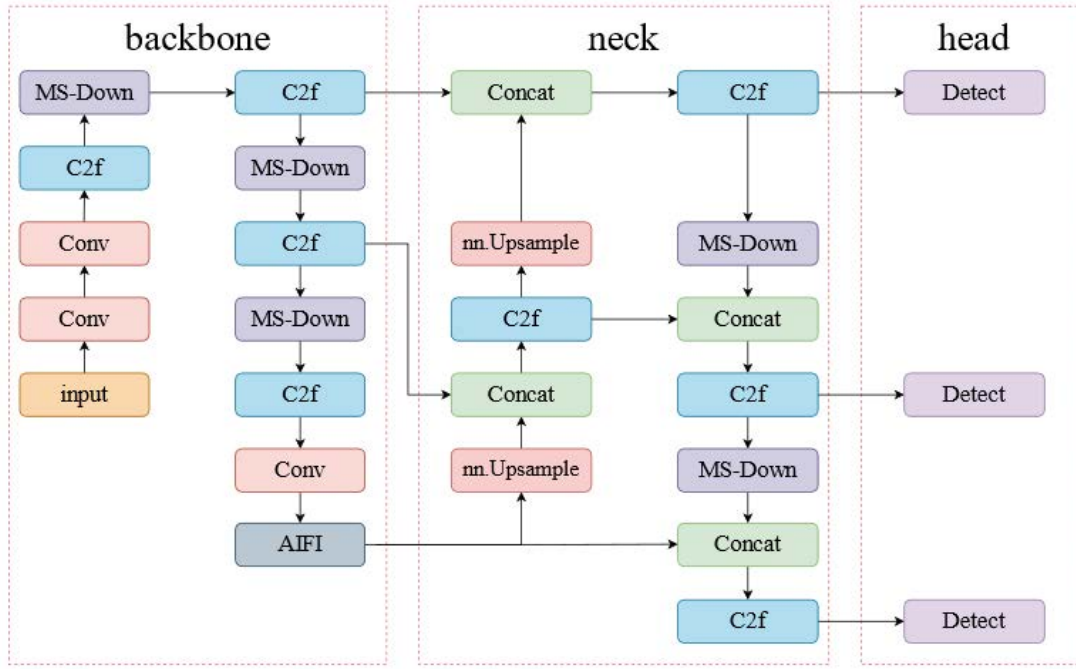 backbone
neck
head
MS-Down
C2f
Concat
C2f
Detect
C2f
MS-Down
Conv
C2f
nn.Upsample
MS-Down
Conv
MS-Down
C2f
Concat
input
C2f
Concat
C2f
Detect
Conv
nn.Upsample
MS-Down
AIFI
Concat
C2f
Detect